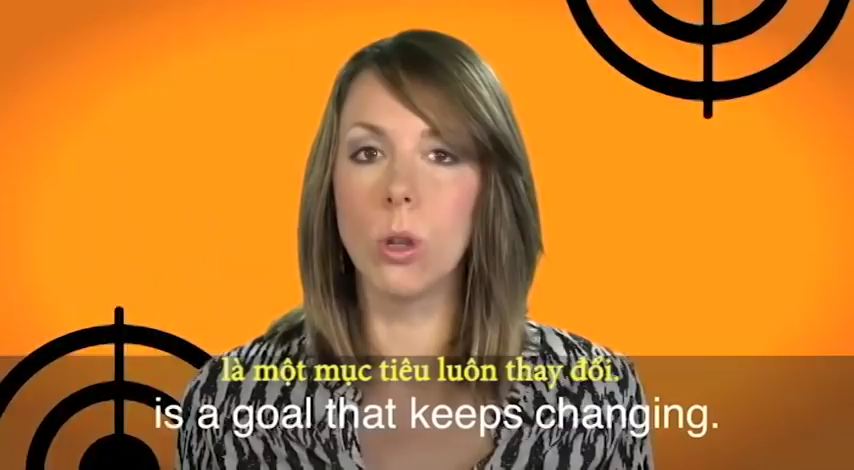 là một mục tiêu luôn thay đổi.
is a goal that keeps changing.